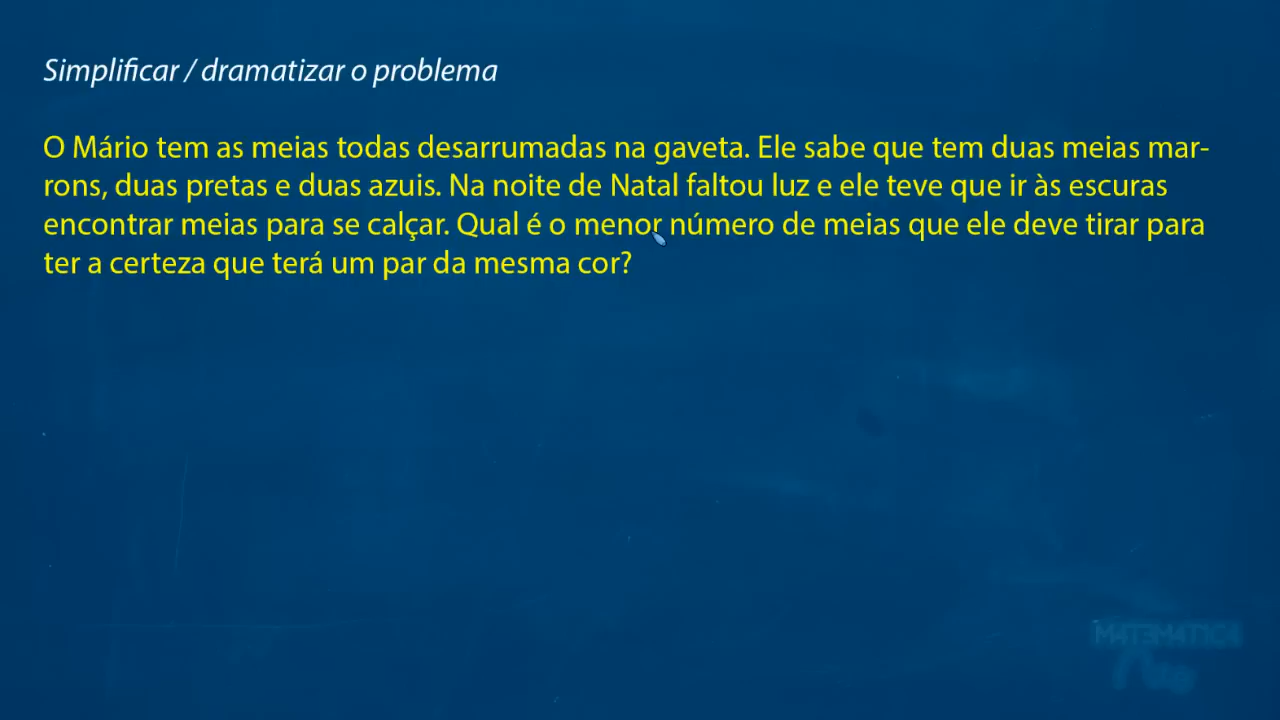 Simplificar / dramatizar o problema
O Mário tem as meias todas desarrumadas na gaveta. Ele sabe que tem duas meias mar-
rons, duas pretas e duas azuis. Na noite de Natal faltou luz e ele teve que ir às escuras
encontrar meias para se calçar. Qual é o menor número de meias que ele deve tirar para
ter a certeza que terá um par da mesma cor?
MATEMÁTICA